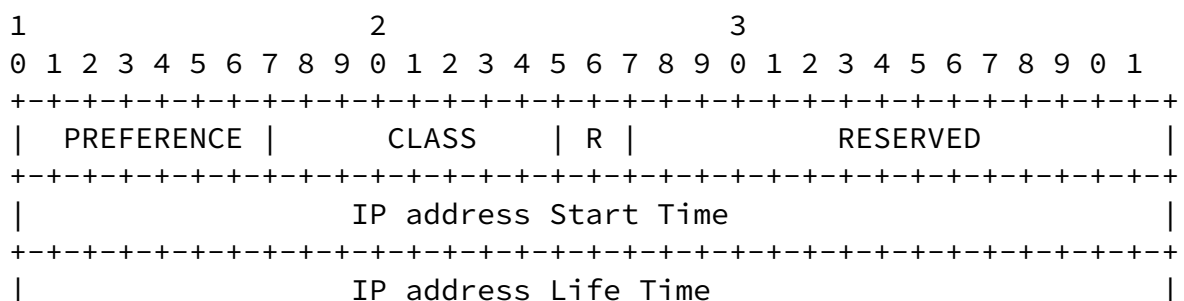 1                   2                   3
0 1 2 3 4 5 6 7 8 9 0 1 2 3 4 5 6 7 8 9 0 1 2 3 4 5 6 7 8 9 0 1
+-+-+-+-+-+-+-+-+-+-+-+-+-+-+-+-+-+-+-+-+-+-+-+-+-+-+-+-+-+-+-+-+
|  PREFERENCE |      CLASS    | R |           RESERVED          |
+-+-+-+-+-+-+-+-+-+-+-+-+-+-+-+-+-+-+-+-+-+-+-+-+-+-+-+-+-+-+-+-+
|                  IP address Start Time                        |
+-+-+-+-+-+-+-+-+-+-+-+-+-+-+-+-+-+-+-+-+-+-+-+-+-+-+-+-+-+-+-+-+
|                  IP address Life Time                         |